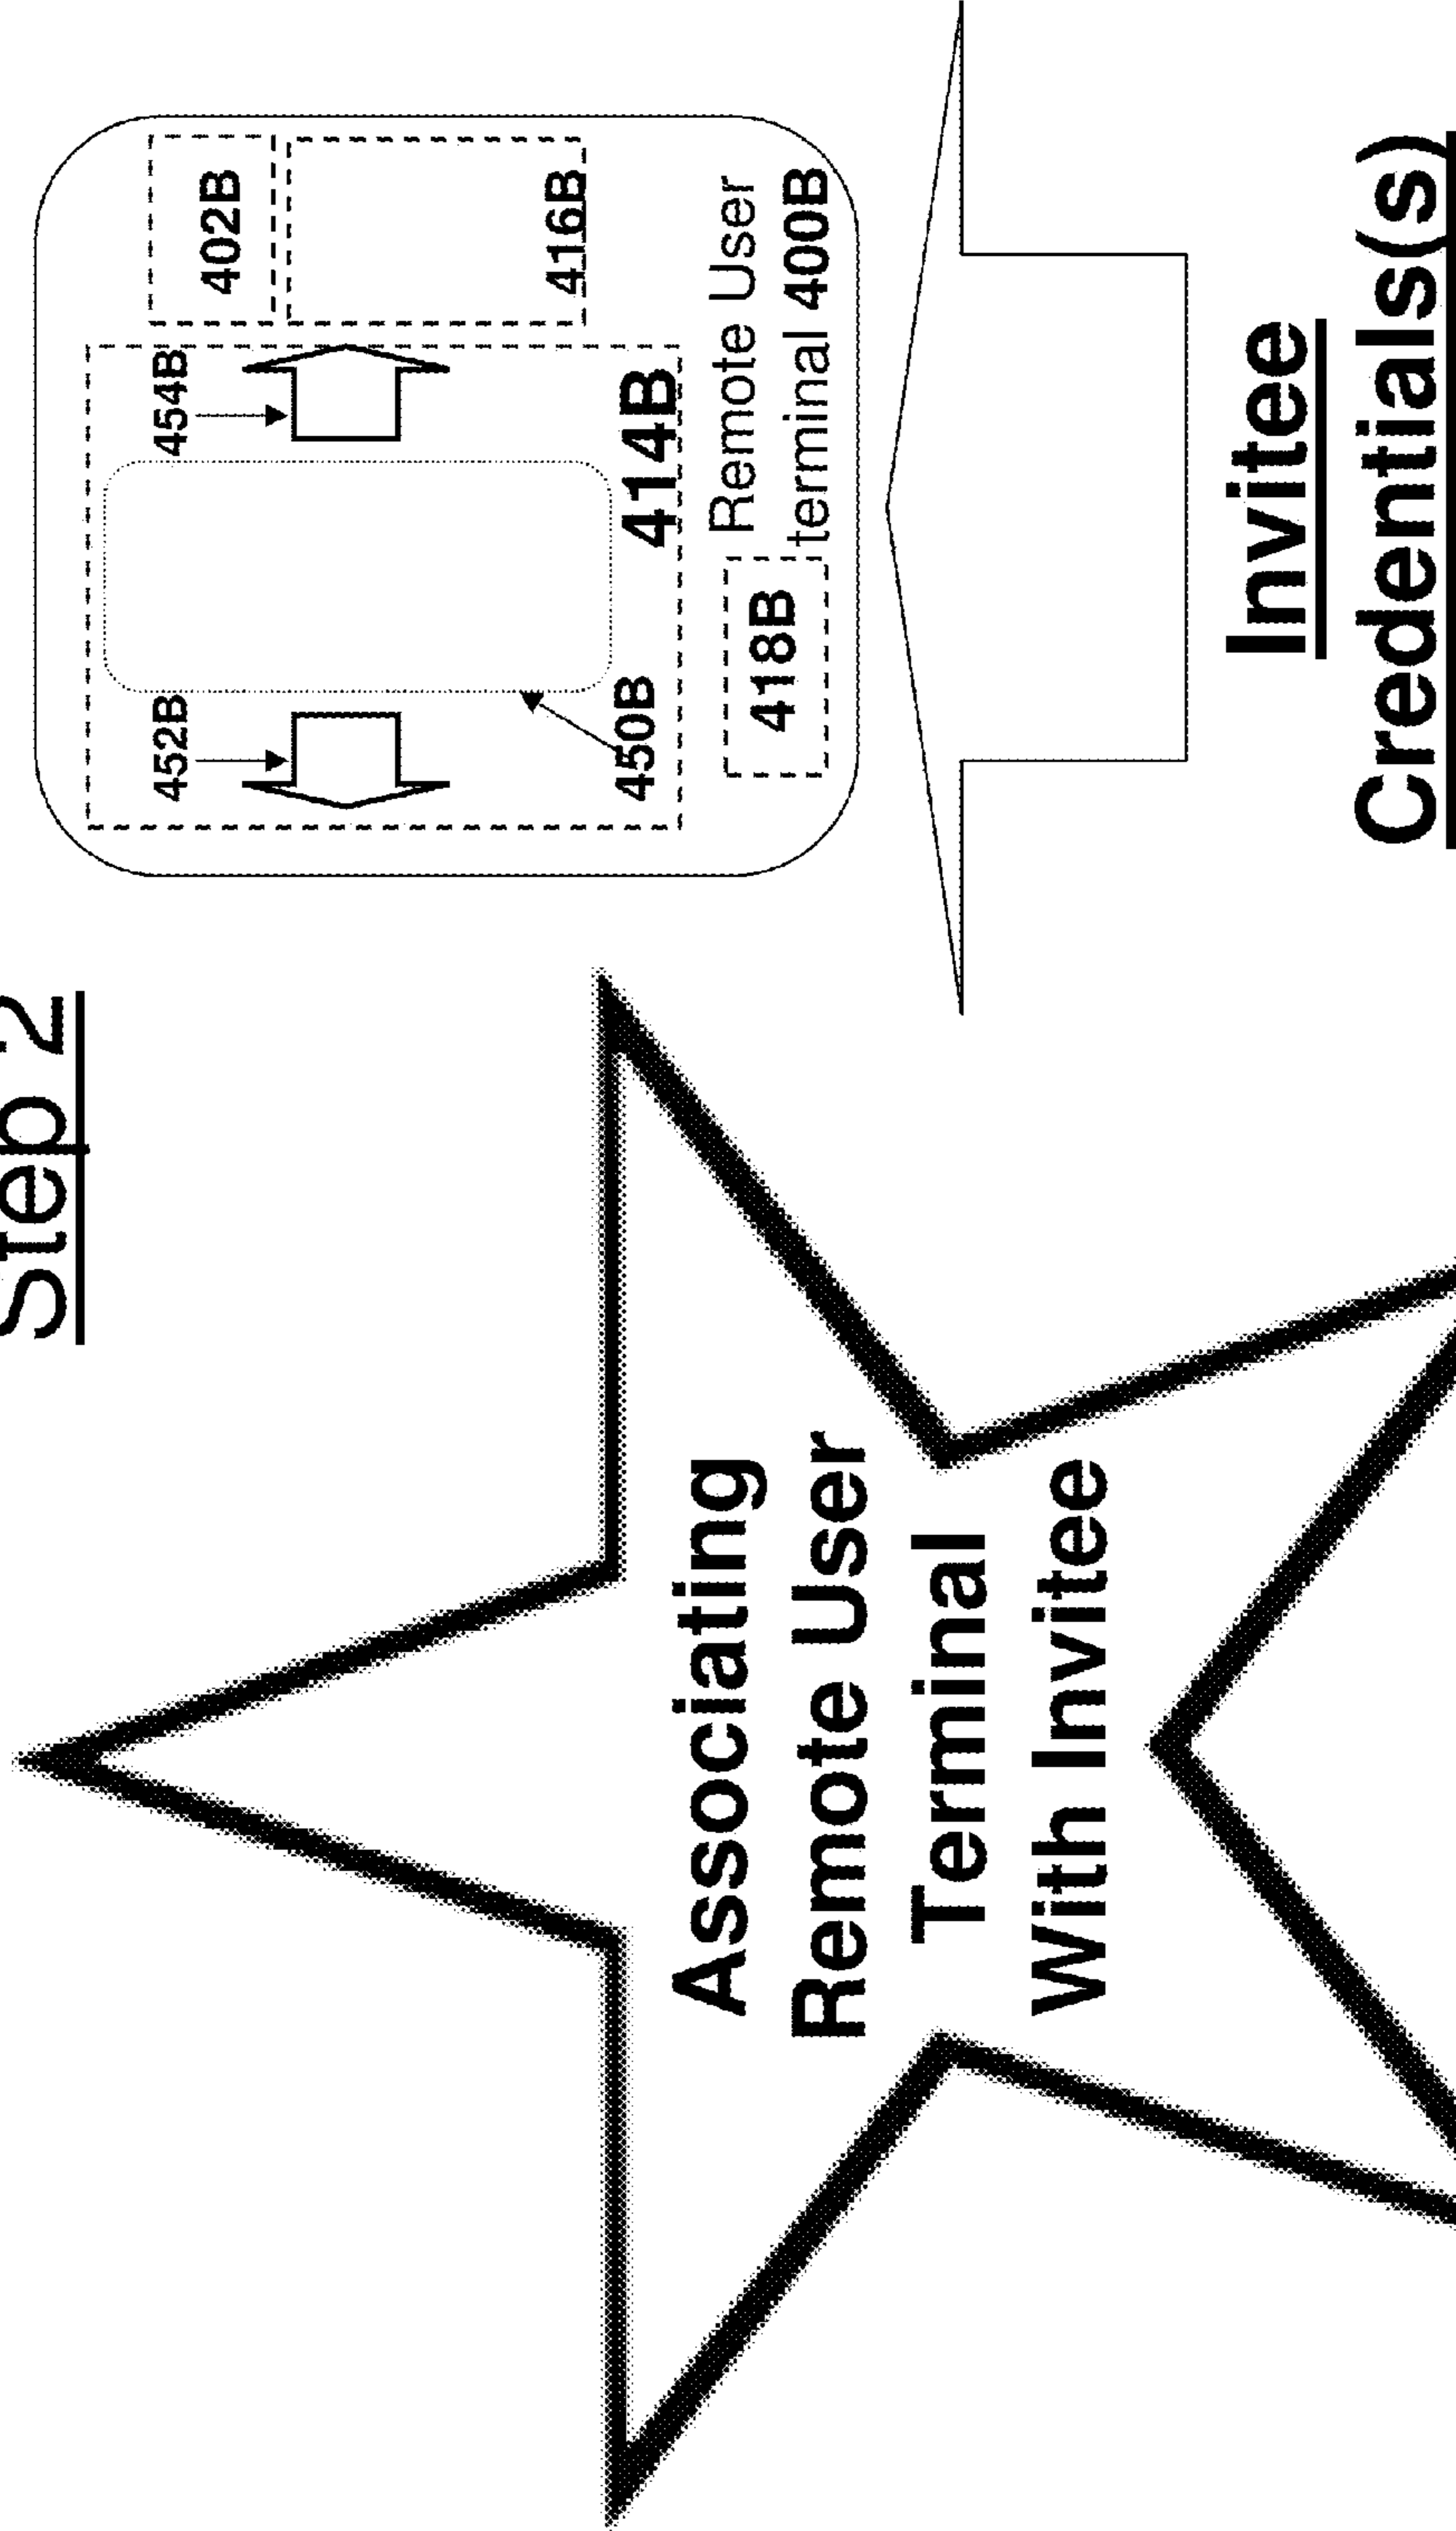 Step 2
Associating
Remote User
Terminal
With Invitee
452B
454B
402B
450B
414B
416B
418B
Remote User
terminal 400B
Invitee
Credentials(s)